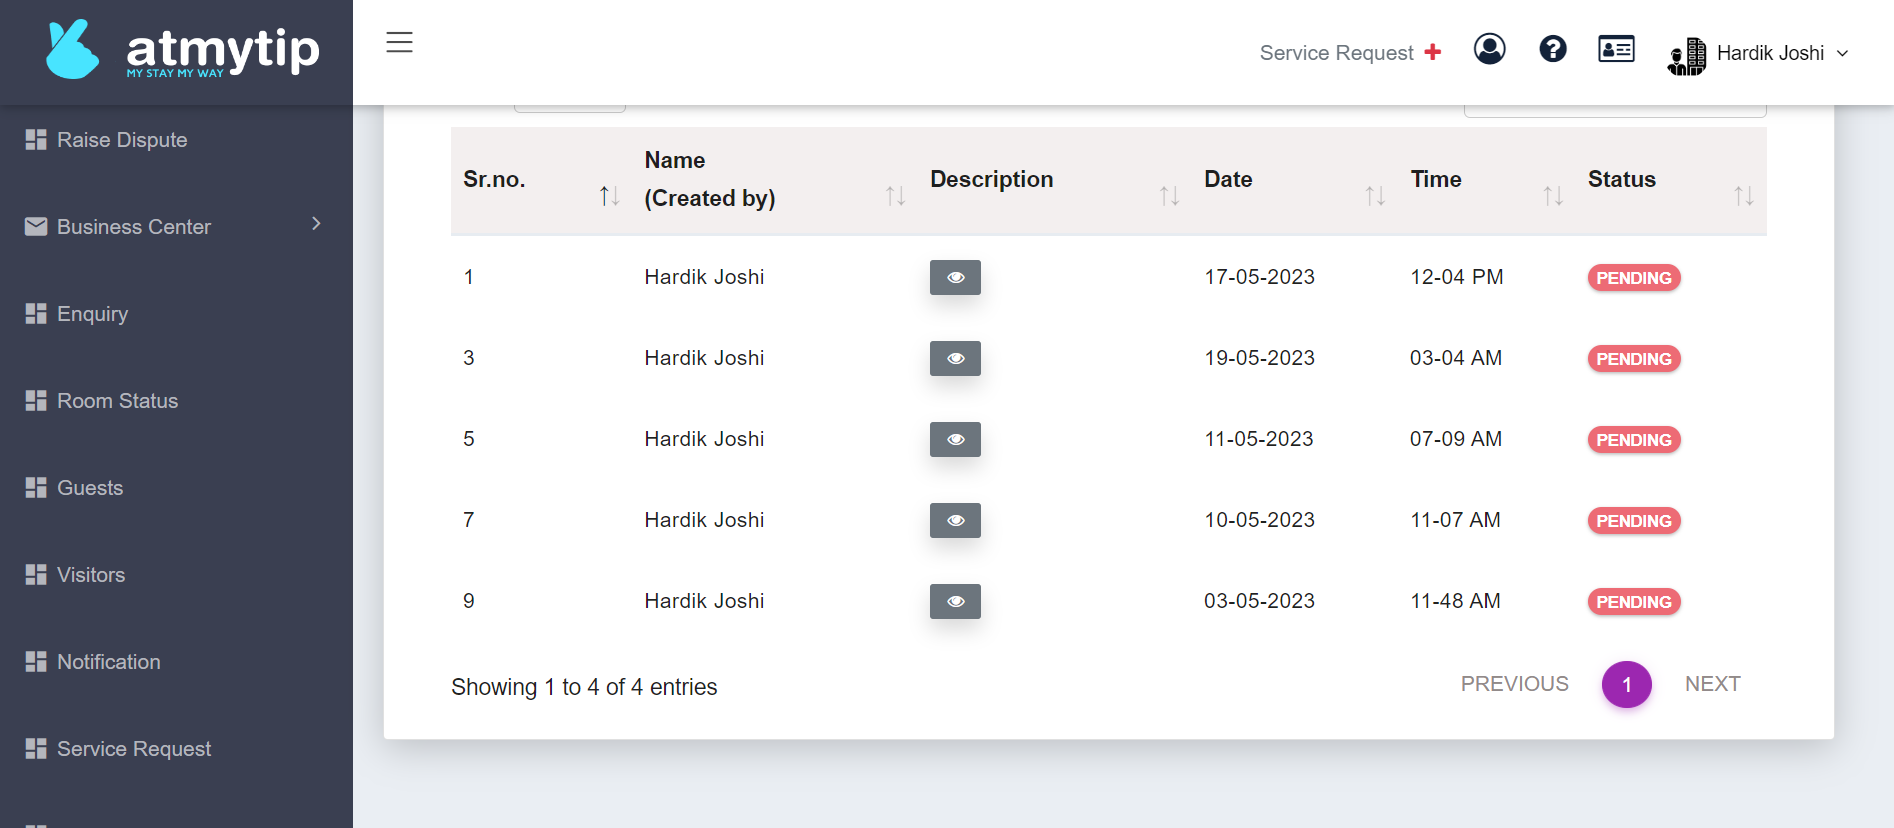 atmytip
MY STAY MY WAY
Service Request
Hardik Joshi
Raise Dispute
Business Center
Enquiry
Room Status
Guests
Visitors
Notification
Service Request
Sr.no. Name (Created by) Description Date Time Status
1 Hardik Joshi 17-05-2023 12-04 PM PENDING
3 Hardik Joshi 19-05-2023 03-04 AM PENDING
5 Hardik Joshi 11-05-2023 07-09 AM PENDING
7 Hardik Joshi 10-05-2023 11-07 AM PENDING
9 Hardik Joshi 03-05-2023 11-48 AM PENDING
Showing 1 to 4 of 4 entries
PREVIOUS 1 NEXT